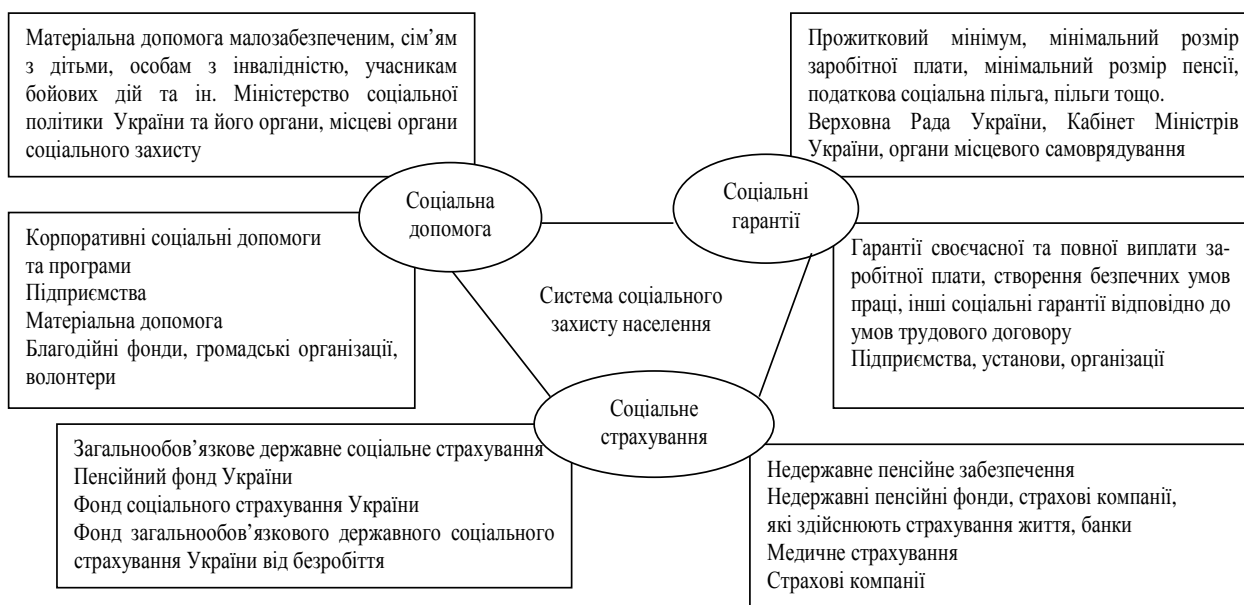 Матеріальна допомога малозабезпеченим, сім’ям
з дітьми, особам з інвалідністю, учасникам
бойових дій та ін. Міністерство соціальної
політики України та його органи, місцеві органи
соціального захисту
Прожитковий мінімум, мінімальний розмір
заробітної плати, мінімальний розмір пенсії,
податкова соціальна пільга, пільги тощо.
Верховна Рада України, Кабінет Міністрів
України, органи місцевого самоврядування
Соціальна
допомога
Соціальні
гарантії
Корпоративні соціальні допомоги
та програми
Підприємства
Матеріальна допомога
Благодійні фонди, громадські організації,
волонтери
Система соціального
захисту населення
Гарантії своєчасної та повної виплати за-
робітної плати, створення безпечних умов
праці, інші соціальні гарантії відповідно до
умов трудового договору
Підприємства, установи, організації
Соціальне
страхування
Загальнообов’язкове державне соціальне страхування
Пенсійний фонд України
Фонд соціального страхування України
Фонд загальнообов’язкового державного соціального
страхування України від безробіття
Недержавне пенсійне забезпечення
Недержавні пенсійні фонди, страхові компанії,
які здійснюють страхування життя, банки
Медичне страхування
Страхові компанії